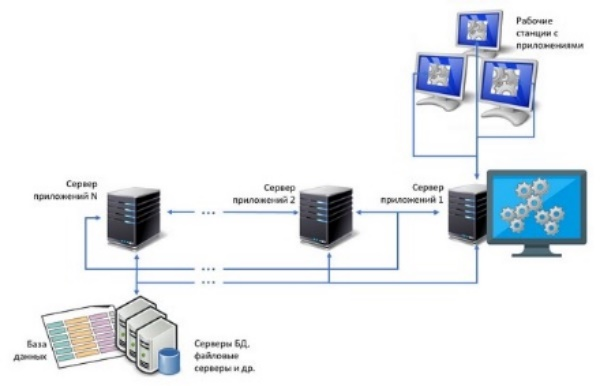 Рабочие
станции с
приложениями
Сервер
приложений N
Сервер
приложений 2
Сервер
приложений 1
База
данных
Серверы БД,
файловые
серверы и др.